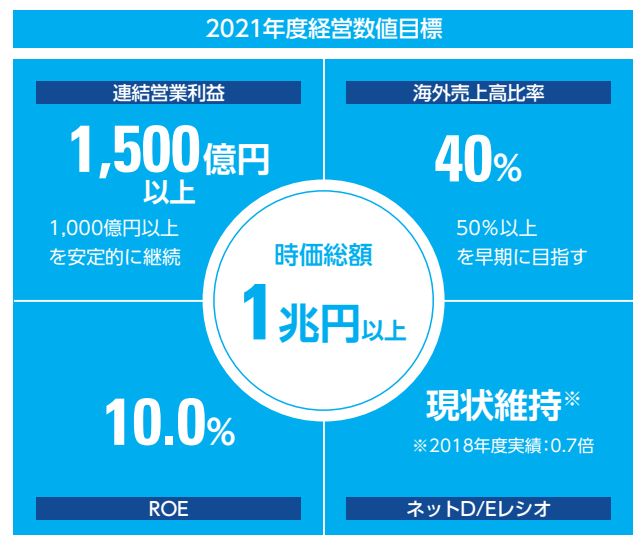 2021年度経営数値目標
連結営業利益
1,500億円
以上
1,000億円以上
を安定的に継続
海外売上高比率
40%
50%以上
を早期に目指す
時価総額
1兆円以上
10.0%
ROE
現状維持※
※2018年度実績:0.7倍
ネットD/Eレシオ